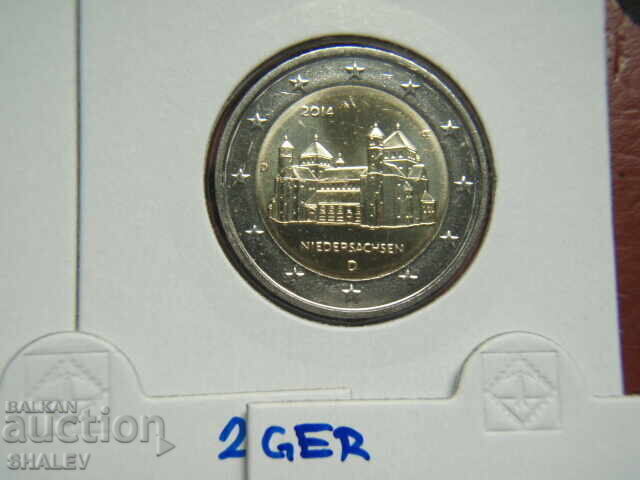 2014
D
G
NIEDERSACHSEN
D
BALKAN
auction
SHALEV
2 GER